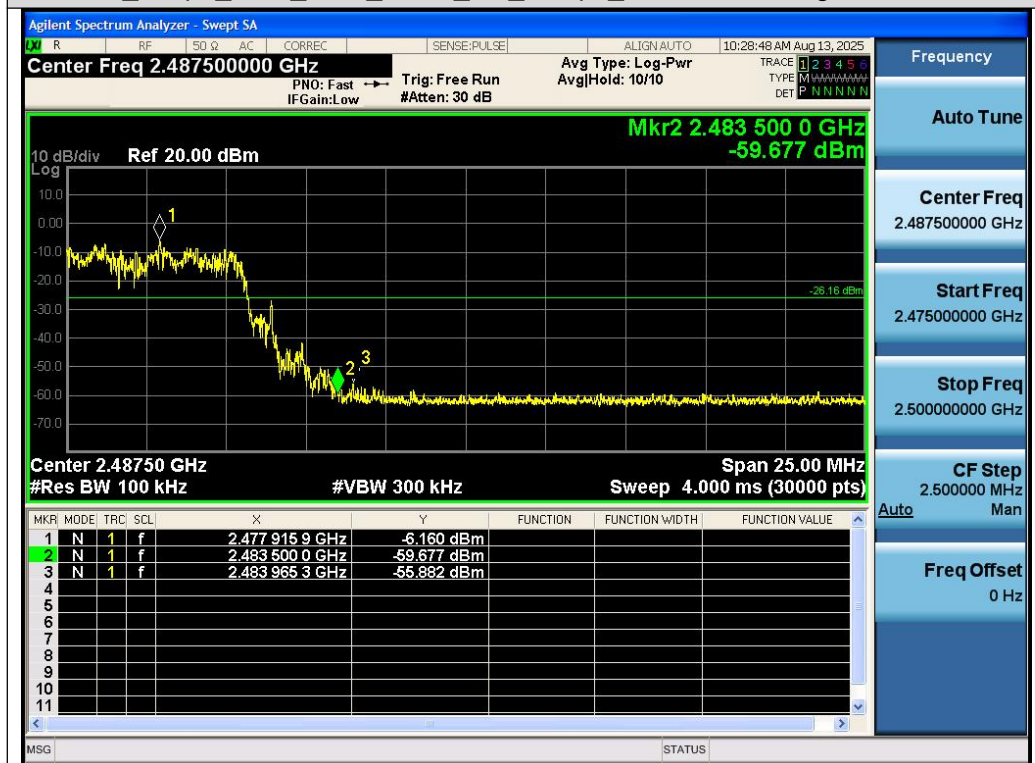 Agilent Spectrum Analyzer - Swept SA
LXI R RF 50 Ω AC CORREC SENSE:PULSE ALIGN AUTO 10:28:48 AM Aug 13, 2025
Center Freq 2.487500000 GHz
PNO: Fast
IFGain:Low
Trig: Free Run
#Atten: 30 dB
Avg Type: Log-Pwr
Avg|Hold: 10/10
TRACE 1 2 3 4 5 6
TYPE M W W W W W
DET P N N N N N
Mkr2 2.483 500 0 GHz
-59.677 dBm
10 dB/div Ref 20.00 dBm
Log
10.0
0.00
-10.0
-20.0
-30.0
-40.0
-50.0
-60.0
-70.0
1
2
3
-26.16 dBm
Center 2.48750 GHz Span 25.00 MHz
#Res BW 100 kHz #VBW 300 kHz Sweep 4.000 ms (30000 pts)
MKR MODE TRC SCL X Y FUNCTION FUNCTION WIDTH FUNCTION VALUE
1 N 1 f 2.477 915 9 GHz -6.160 dBm
2 N 1 f 2.483 500 0 GHz -59.677 dBm
3 N 1 f 2.483 965 3 GHz -55.882 dBm
4
5
6
7
8
9
10
11
MSG STATUS
Frequency
Auto Tune
Center Freq
2.487500000 GHz
Start Freq
2.475000000 GHz
Stop Freq
2.500000000 GHz
CF Step
2.500000 MHz
Auto Man
Freq Offset
0 Hz